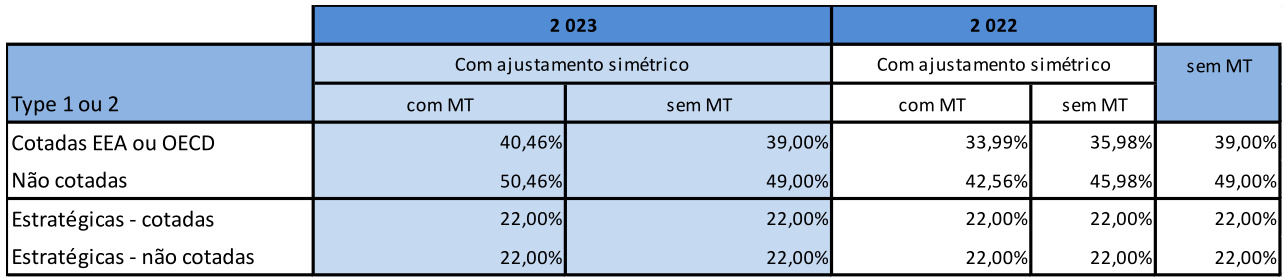 2 023 2 022
Com ajustamento simétrico Com ajustamento simétrico sem MT
Type 1 ou 2 com MT sem MT com MT sem MT
Cotadas EEA ou OECD 40,46% 39,00% 33,99% 35,98% 39,00%
Não cotadas 50,46% 49,00% 42,56% 45,98% 49,00%
Estratégicas - cotadas 22,00% 22,00% 22,00% 22,00% 22,00%
Estratégicas - não cotadas 22,00% 22,00% 22,00% 22,00% 22,00%